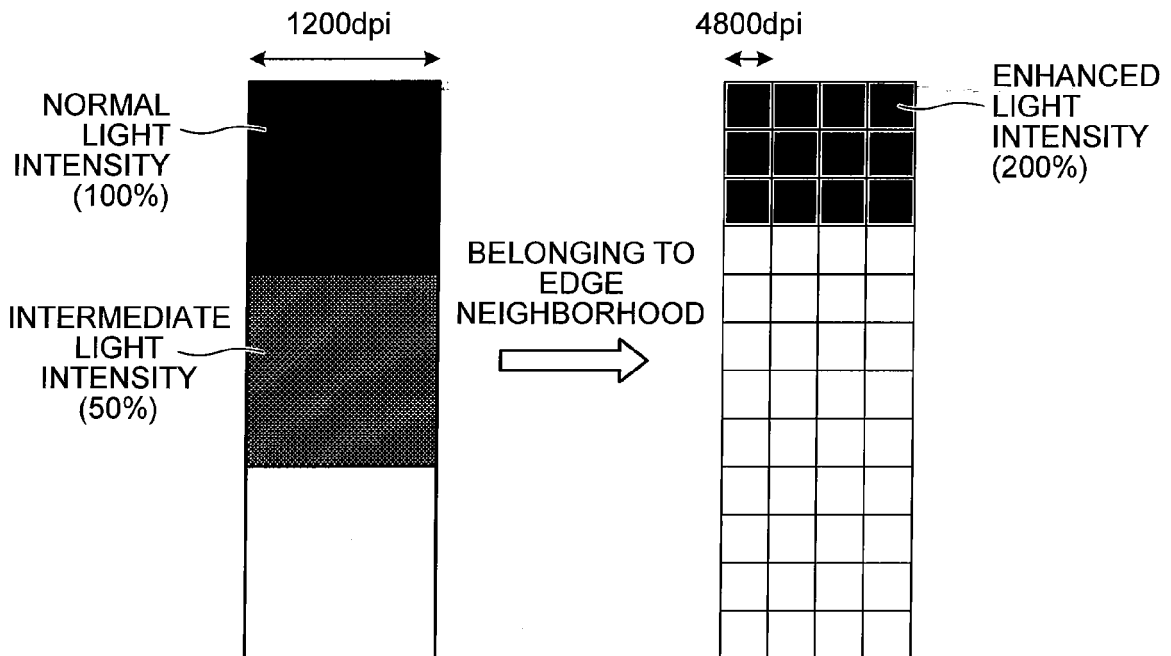 1200dpi
4800dpi
NORMAL
LIGHT
INTENSITY
(100%)
ENHANCED
LIGHT
INTENSITY
(200%)
BELONGING TO
EDGE
NEIGHBORHOOD
INTERMEDIATE
LIGHT
INTENSITY
(50%)